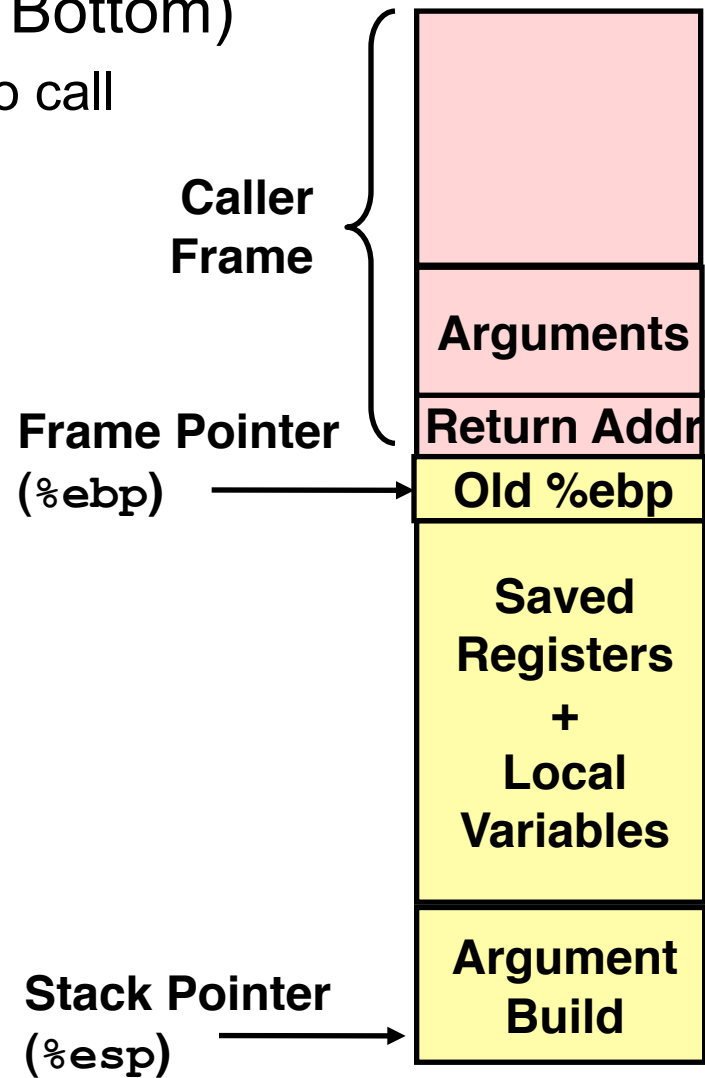 Bottom)
o call
Caller
Frame
Arguments
Return Addr
Frame Pointer
(%ebp)
Old %ebp
Saved
Registers
+
Local
Variables
Argument
Build
Stack Pointer
(%esp)